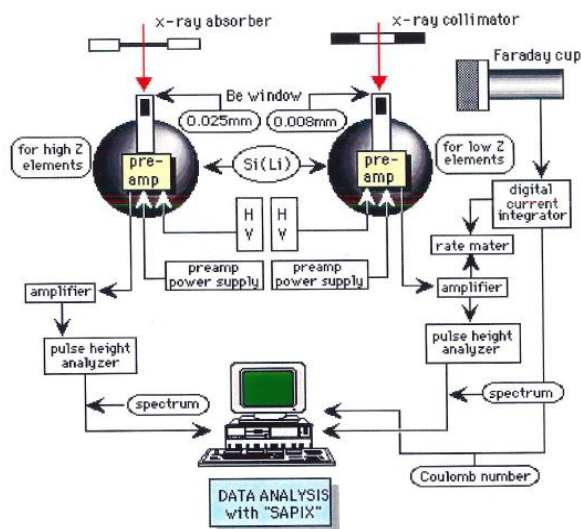 x-ray absorber
x-ray collimator
Faraday cup
Be window
0.025mm
0.008mm
for high Z
elements
pre-
amp
Si(Li)
pre-
amp
for low Z
elements
H
V
H
V
digital
current
integrator
rate mater
preamp
power supply
preamp
power supply
amplifier
amplifier
pulse height
analyzer
pulse height
analyzer
spectrum
spectrum
Coulomb number
DATA ANALYSIS
with "SAPIX"